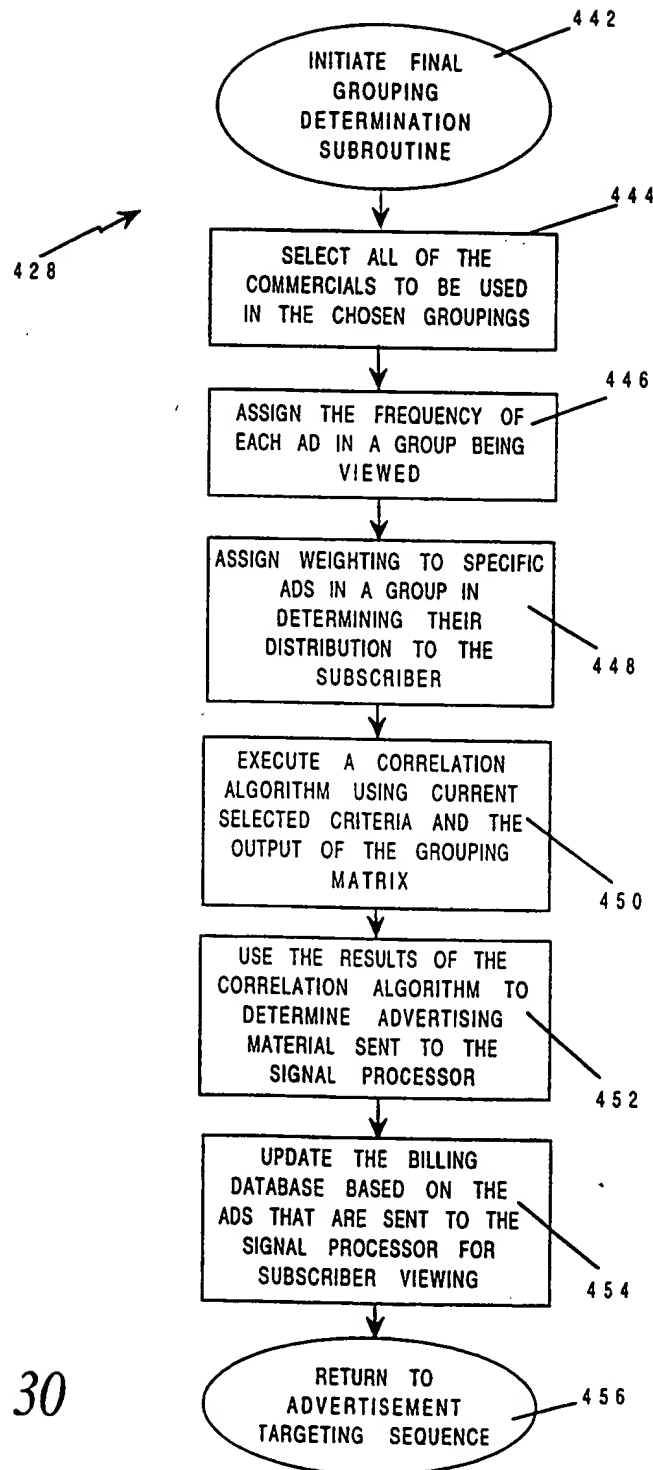 442
INITIATE FINAL
GROUPING
DETERMINATION
SUBROUTINE
444
428
SELECT ALL OF THE
COMMERCIALS TO BE USED
IN THE CHOSEN GROUPINGS
446
ASSIGN THE FREQUENCY OF
EACH AD IN A GROUP BEING
VIEWED
ASSIGN WEIGHTING TO SPECIFIC
ADS IN A GROUP IN
DETERMINING THEIR
DISTRIBUTION TO THE
SUBSCRIBER
448
EXECUTE A CORRELATION
ALGORITHM USING CURRENT
SELECTED CRITERIA AND THE
OUTPUT OF THE GROUPING
MATRIX
450
USE THE RESULTS OF THE
CORRELATION ALGORITHM TO
DETERMINE ADVERTISING
MATERIAL SENT TO THE
SIGNAL PROCESSOR
452
UPDATE THE BILLING
DATABASE BASED ON THE
ADS THAT ARE SENT TO THE
SIGNAL PROCESSOR FOR
SUBSCRIBER VIEWING
454
30
RETURN TO
ADVERTISEMENT
TARGETING SEQUENCE
456